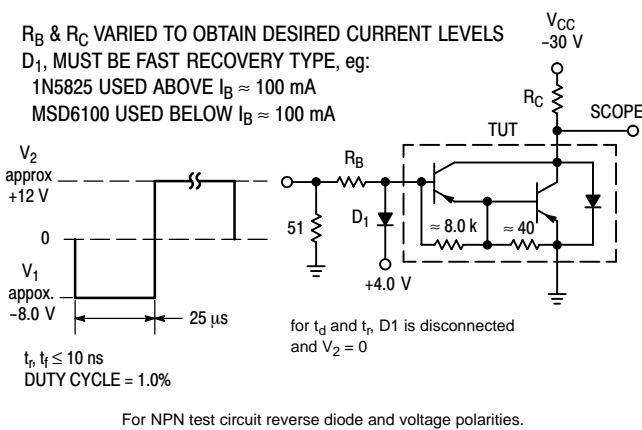 R_B & R_C VARIED TO OBTAIN DESIRED CURRENT LEVELS
D_1, MUST BE FAST RECOVERY TYPE, eg:
1N5825 USED ABOVE I_B ≈ 100 mA
MSD6100 USED BELOW I_B ≈ 100 mA
V_CC
−30 V
R_C
SCOPE
TUT
V_2
approx
+12 V
0
V_1
appox.
−8.0 V
25 μs
t_r, t_f ≤ 10 ns
DUTY CYCLE = 1.0%
R_B
51
D_1
+4.0 V
≈ 8.0 k
≈ 40
for t_d and t_r, D1 is disconnected
and V_2 = 0
For NPN test circuit reverse diode and voltage polarities.